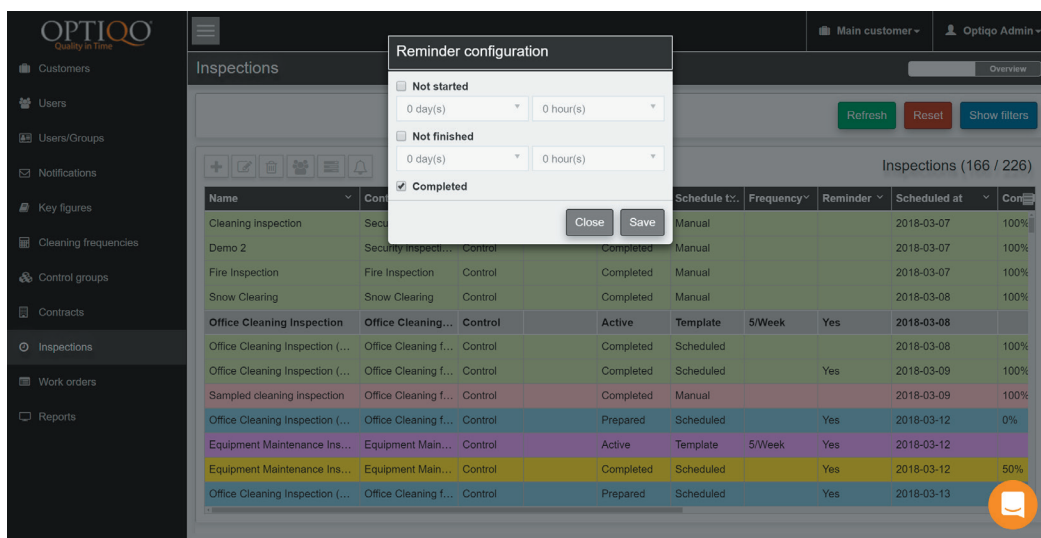 OPTIQO
Quality in Time
Main customer
Optiqo Admin
Customers
Users
Users/Groups
Notifications
Key figures
Cleaning frequencies
Control groups
Contracts
Inspections
Work orders
Reports
Inspections
Overview
Reminder configuration
Not started
0 day(s) 0 hour(s)
Not finished
0 day(s) 0 hour(s)
Completed
Close Save
Refresh Reset Show filters
Inspections (166 / 226)
Name Cont Schedule t... Frequency Reminder Scheduled at Con
Cleaning inspection Secu Manual 2018-03-07 100%
Demo 2 Security Inspecti... Control Completed Manual 2018-03-07 100%
Fire Inspection Fire Inspection Control Completed Manual 2018-03-07 100%
Snow Clearing Snow Clearing Control Completed Manual 2018-03-08 100%
Office Cleaning Inspection Office Cleaning... Control Active Template 5/Week Yes 2018-03-08
Office Cleaning Inspection (... Office Cleaning f... Control Completed Scheduled 2018-03-08 100%
Office Cleaning Inspection (... Office Cleaning f... Control Completed Scheduled Yes 2018-03-09 100%
Sampled cleaning inspection Office Cleaning f... Control Completed Manual 2018-03-09 100%
Office Cleaning Inspection (... Office Cleaning f... Control Prepared Scheduled Yes 2018-03-12 0%
Equipment Maintenance Ins... Equipment Main... Control Active Template 5/Week Yes 2018-03-12
Equipment Maintenance Ins... Equipment Main... Control Completed Scheduled Yes 2018-03-12 50%
Office Cleaning Inspection (... Office Cleaning f... Control Prepared Scheduled Yes 2018-03-13